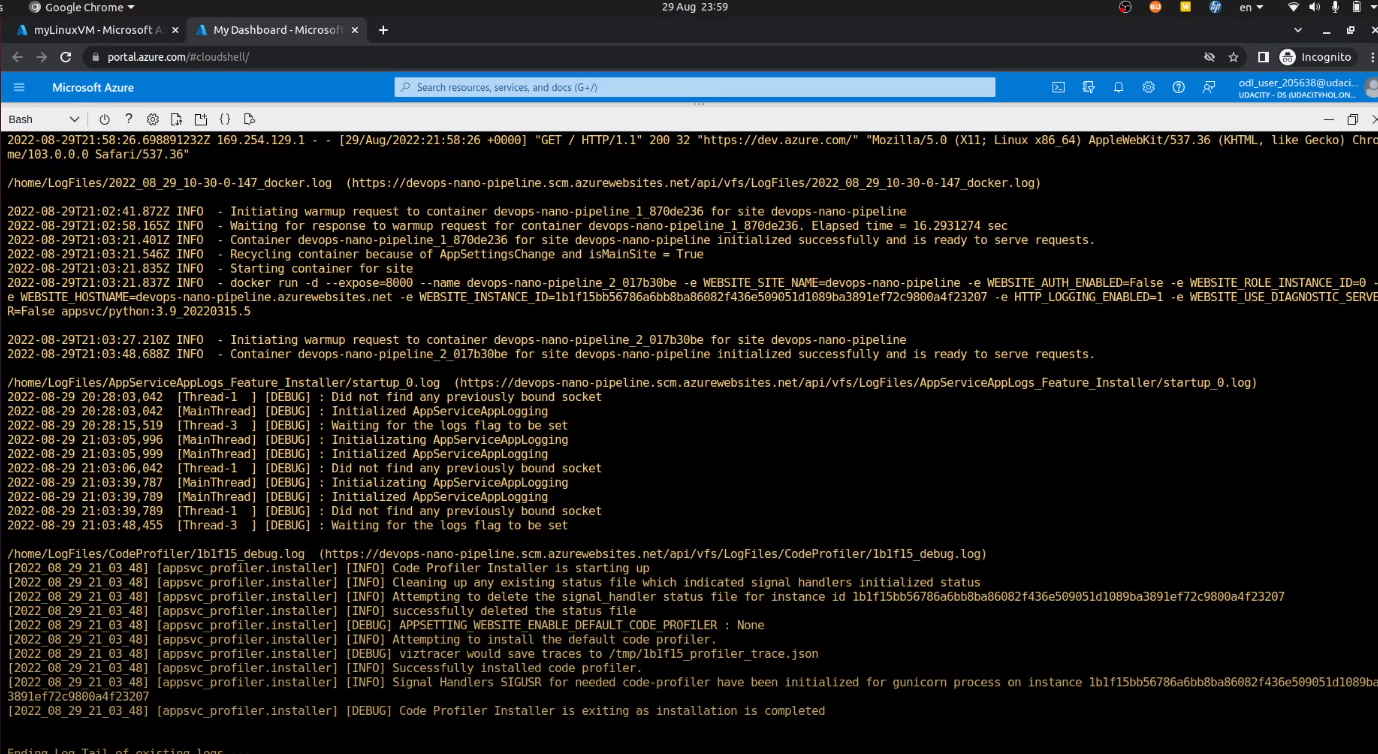 Google Chrome
29 Aug 23:59
en
myLinuxVM - Microsoft A
My Dashboard - Microsoft
portal.azure.com/#cloudshell/
Incognito
Microsoft Azure
Search resources, services, and docs (G+/)
odl_user_205638@udaci...
UDACITY - DS (UDACITYHOL.ON...
Bash
2022-08-29T21:58:26.698891232Z 169.254.129.1 - - [29/Aug/2022:21:58:26 +0000] "GET / HTTP/1.1" 200 32 "https://dev.azure.com/" "Mozilla/5.0 (X11; Linux x86_64) AppleWebKit/537.36 (KHTML, like Gecko) Chro
me/103.0.0.0 Safari/537.36"
/home/LogFiles/2022_08_29_10-30-0-147_docker.log (https://devops-nano-pipeline.scm.azurewebsites.net/api/vfs/LogFiles/2022_08_29_10-30-0-147_docker.log)
2022-08-29T21:02:41.872Z INFO - Initiating warmup request to container devops-nano-pipeline_1_870de236 for site devops-nano-pipeline
2022-08-29T21:02:58.165Z INFO - Waiting for response to warmup request for container devops-nano-pipeline_1_870de236. Elapsed time = 16.2931274 sec
2022-08-29T21:03:21.401Z INFO - Container devops-nano-pipeline_1_870de236 for site devops-nano-pipeline initialized successfully and is ready to serve requests.
2022-08-29T21:03:21.546Z INFO - Recycling container because of AppSettingsChange and isMainSite = True
2022-08-29T21:03:21.835Z INFO - Starting container for site
2022-08-29T21:03:21.837Z INFO - docker run -d --expose=8000 --name devops-nano-pipeline_2_017b30be -e WEBSITE_SITE_NAME=devops-nano-pipeline -e WEBSITE_AUTH_ENABLED=False -e WEBSITE_ROLE_INSTANCE_ID=0 -
e WEBSITE_HOSTNAME=devops-nano-pipeline.azurewebsites.net -e WEBSITE_INSTANCE_ID=1b1f15bb56786a6bb8ba86082f436e509051d1089ba3891ef72c9800a4f23207 -e HTTP_LOGGING_ENABLED=1 -e WEBSITE_USE_DIAGNOSTIC_SERVE
R=False appsvc/python:3.9_20220315.5
2022-08-29T21:03:27.210Z INFO - Initiating warmup request to container devops-nano-pipeline_2_017b30be for site devops-nano-pipeline
2022-08-29T21:03:48.688Z INFO - Container devops-nano-pipeline_2_017b30be for site devops-nano-pipeline initialized successfully and is ready to serve requests.
/home/LogFiles/AppServiceAppLogs_Feature_Installer/startup_0.log (https://devops-nano-pipeline.scm.azurewebsites.net/api/vfs/LogFiles/AppServiceAppLogs_Feature_Installer/startup_0.log)
2022-08-29 20:28:03,042 [Thread-1 ] [DEBUG] : Did not find any previously bound socket
2022-08-29 20:28:03,042 [MainThread] [DEBUG] : Initialized AppServiceAppLogging
2022-08-29 20:28:15,519 [Thread-3 ] [DEBUG] : Waiting for the logs flag to be set
2022-08-29 21:03:05,996 [MainThread] [DEBUG] : Initializating AppServiceAppLogging
2022-08-29 21:03:05,999 [MainThread] [DEBUG] : Initialized AppServiceAppLogging
2022-08-29 21:03:06,042 [Thread-1 ] [DEBUG] : Did not find any previously bound socket
2022-08-29 21:03:39,787 [MainThread] [DEBUG] : Initializating AppServiceAppLogging
2022-08-29 21:03:39,789 [MainThread] [DEBUG] : Initialized AppServiceAppLogging
2022-08-29 21:03:39,789 [Thread-1 ] [DEBUG] : Did not find any previously bound socket
2022-08-29 21:03:48,455 [Thread-3 ] [DEBUG] : Waiting for the logs flag to be set
/home/LogFiles/CodeProfiler/1b1f15_debug.log (https://devops-nano-pipeline.scm.azurewebsites.net/api/vfs/LogFiles/CodeProfiler/1b1f15_debug.log)
[2022_08_29_21_03_48] [appsvc_profiler.installer] [INFO] Code Profiler Installer is starting up
[2022_08_29_21_03_48] [appsvc_profiler.installer] [INFO] Cleaning up any existing status file which indicated signal handlers initialized status
[2022_08_29_21_03_48] [appsvc_profiler.installer] [INFO] Attempting to delete the signal_handler status file for instance id 1b1f15bb56786a6bb8ba86082f436e509051d1089ba3891ef72c9800a4f23207
[2022_08_29_21_03_48] [appsvc_profiler.installer] [INFO] successfully deleted the status file
[2022_08_29_21_03_48] [appsvc_profiler.installer] [DEBUG] APPSETTING_WEBSITE_ENABLE_DEFAULT_CODE_PROFILER : None
[2022_08_29_21_03_48] [appsvc_profiler.installer] [INFO] Attempting to install the default code profiler.
[2022_08_29_21_03_48] [appsvc_profiler.installer] [DEBUG] viztracer would save traces to /tmp/1b1f15_profiler_trace.json
[2022_08_29_21_03_48] [appsvc_profiler.installer] [INFO] Successfully installed code profiler.
[2022_08_29_21_03_48] [appsvc_profiler.installer] [INFO] Signal Handlers SIGUSR for needed code-profiler have been initialized for gunicorn process on instance 1b1f15bb56786a6bb8ba86082f436e509051d1089ba
3891ef72c9800a4f23207
[2022_08_29_21_03_48] [appsvc_profiler.installer] [DEBUG] Code Profiler Installer is exiting as installation is completed
Ending Log Tail of existing logs